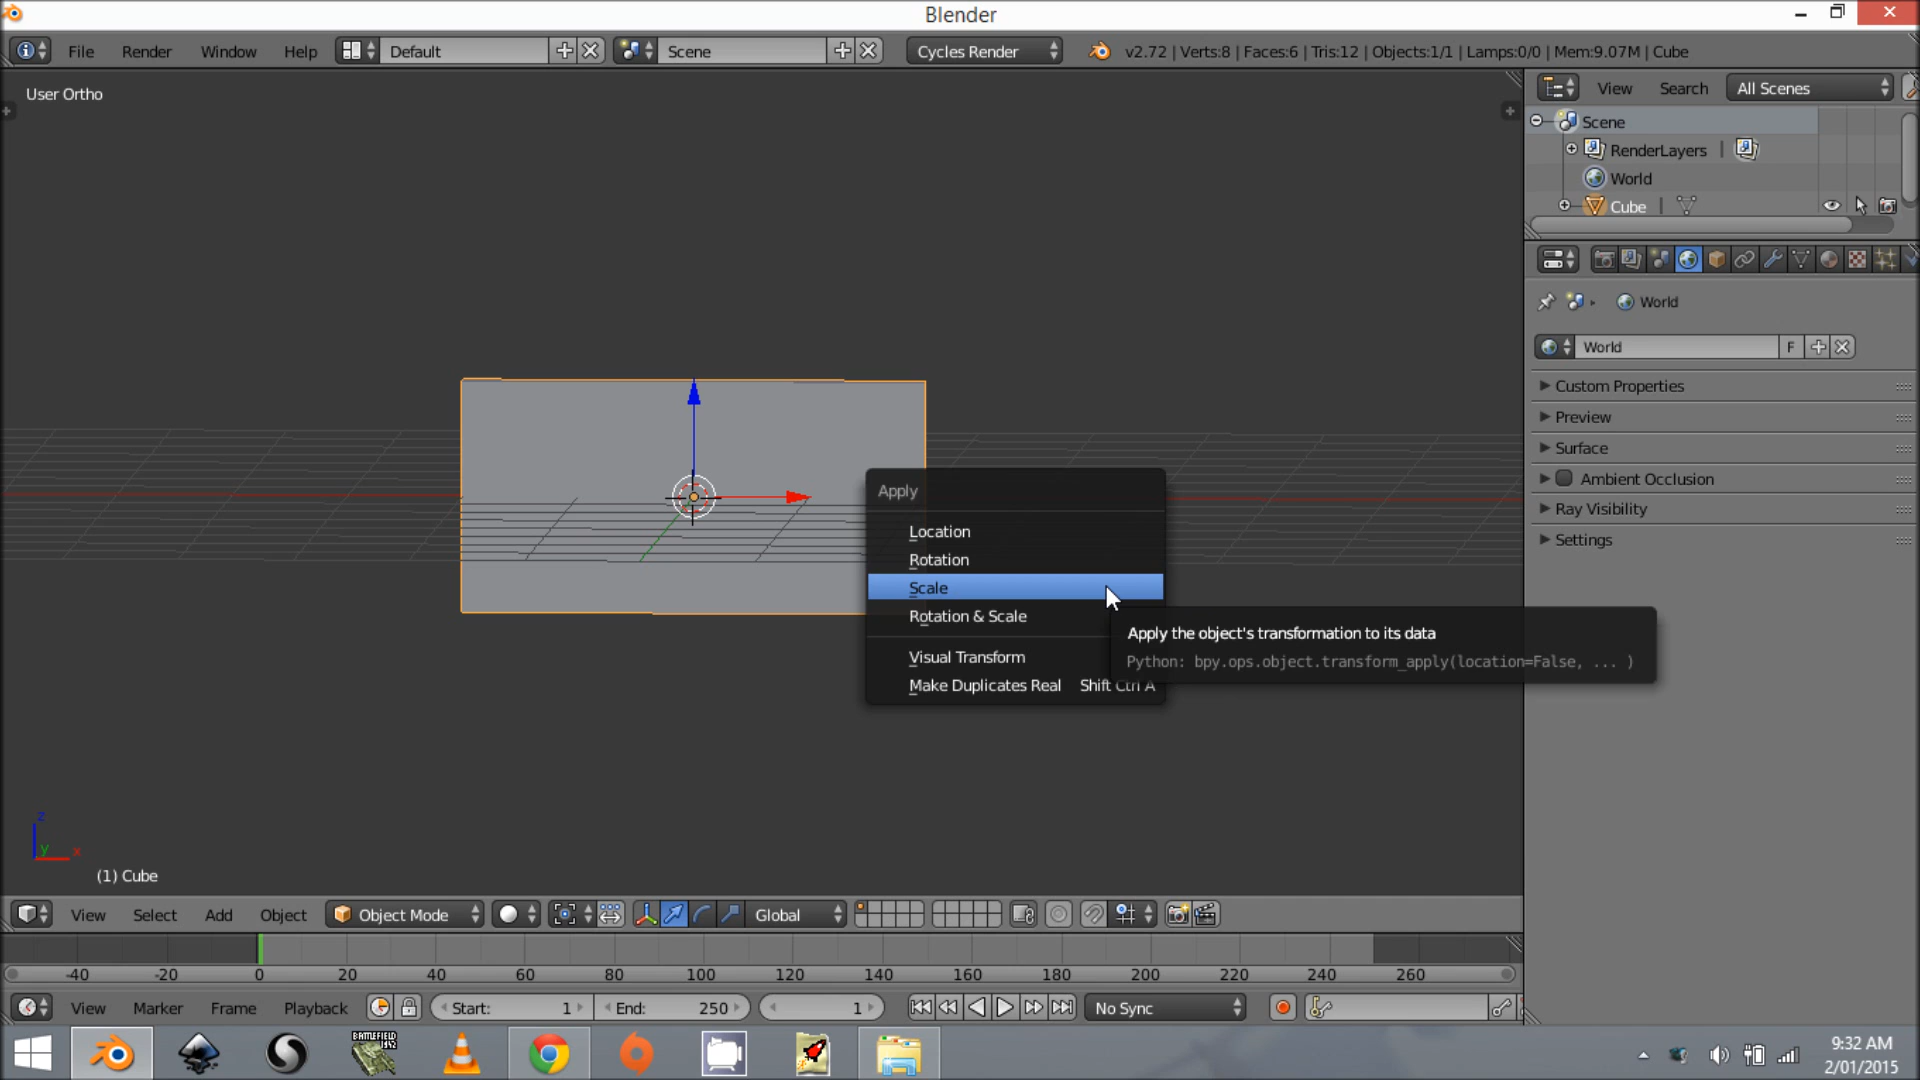 Blender
File Render Window Help Default Scene Cycles Render v2.72 | Verts:8 | Faces:6 | Tris:12 | Objects:1/1 | Lamps:0/0 | Mem:9.07M | Cube
User Ortho
View Search All Scenes
Scene
RenderLayers
World
Cube
World
World F
Custom Properties
Preview
Surface
Ambient Occlusion
Ray Visibility
Settings
Apply
Location
Rotation
Scale
Rotation & Scale
Visual Transform
Make Duplicates Real Shift Ctrl A
Apply the object's transformation to its data
Python: bpy.ops.object.transform_apply(location=False, ... )
z
y x
(1) Cube
View Select Add Object Object Mode Global
-40 -20 0 20 40 60 80 100 120 140 160 180 200 220 240 260
View Marker Frame Playback Start: 1 End: 250 1 No Sync
BATTLEFIELD 1942
9:32 AM
2/01/2015